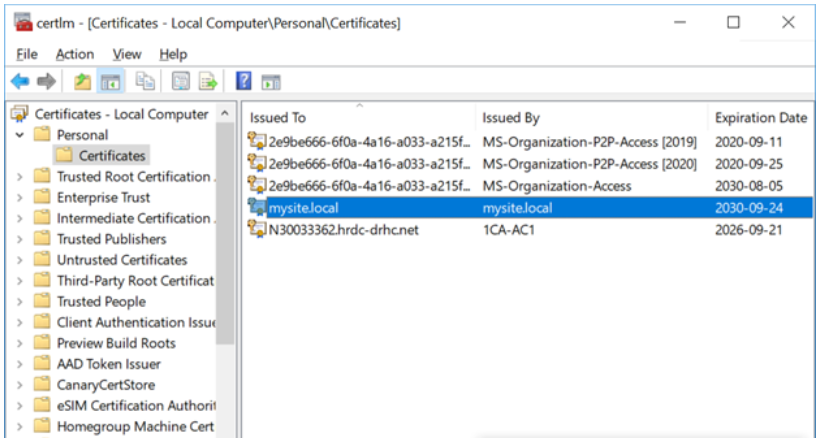 certlm - [Certificates - Local Computer\Personal\Certificates]
File Action View Help
Certificates - Local Computer
Personal
Certificates
Trusted Root Certification .
Enterprise Trust
Intermediate Certification .
Trusted Publishers
Untrusted Certificates
Third-Party Root Certificat
Trusted People
Client Authentication Issue
Preview Build Roots
AAD Token Issuer
CanaryCertStore
eSIM Certification Authorit
Homegroup Machine Cert
Issued To Issued By Expiration Date
2e9be666-6f0a-4a16-a033-a215f... MS-Organization-P2P-Access [2019] 2020-09-11
2e9be666-6f0a-4a16-a033-a215f... MS-Organization-P2P-Access [2020] 2020-09-25
2e9be666-6f0a-4a16-a033-a215f... MS-Organization-Access 2030-08-05
mysite.local mysite.local 2030-09-24
N30033362.hrdc-drhc.net 1CA-AC1 2026-09-21